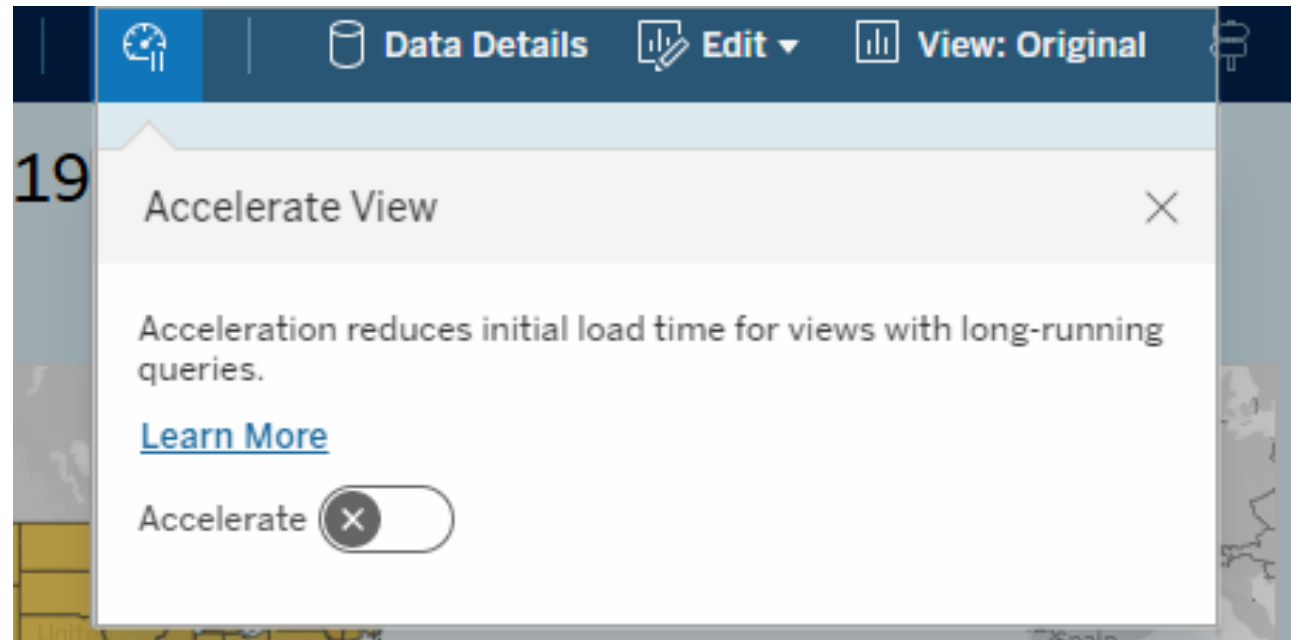 Data Details Edit View: Original
19
Accelerate View
Acceleration reduces initial load time for views with long-running
queries.
Learn More
Accelerate
Spain